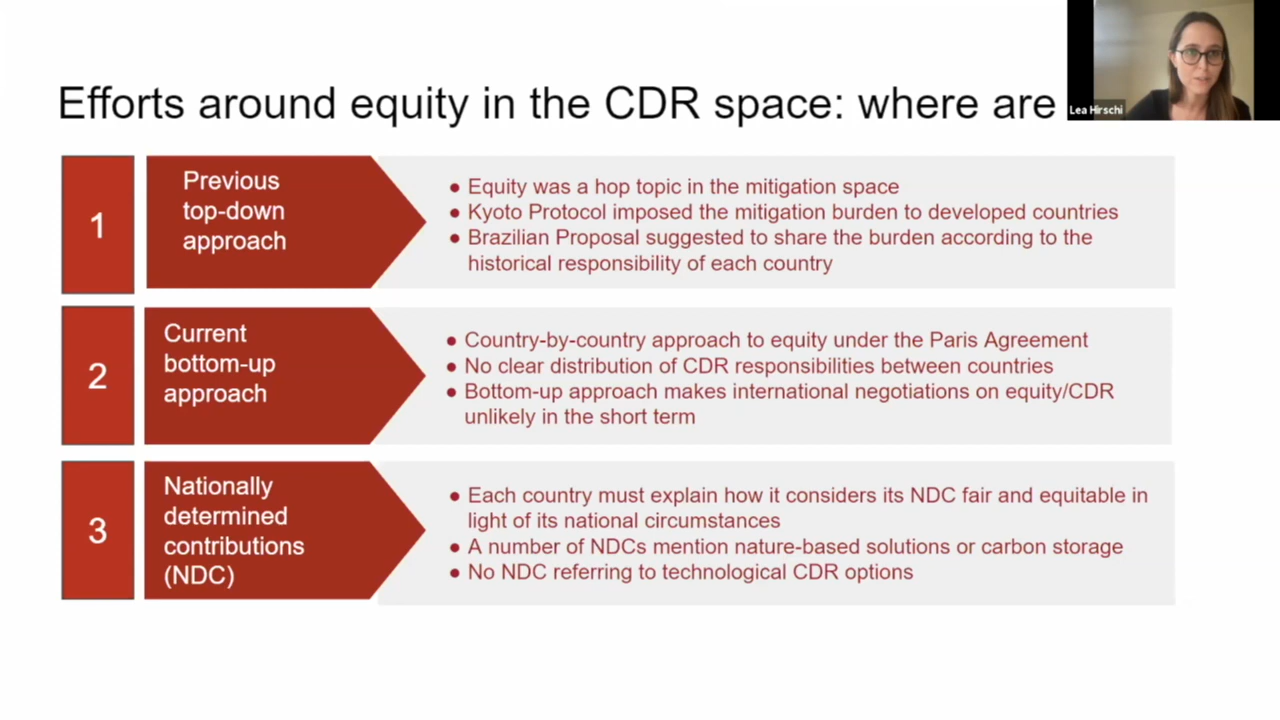 Efforts around equity in the CDR space: where are
Lea Hirschi
1
Previous
top-down
approach
● Equity was a hop topic in the mitigation space
● Kyoto Protocol imposed the mitigation burden to developed countries
● Brazilian Proposal suggested to share the burden according to the
historical responsibility of each country
2
Current
bottom-up
approach
● Country-by-country approach to equity under the Paris Agreement
● No clear distribution of CDR responsibilities between countries
● Bottom-up approach makes international negotiations on equity/CDR
unlikely in the short term
3
Nationally
determined
contributions
(NDC)
● Each country must explain how it considers its NDC fair and equitable in
light of its national circumstances
● A number of NDCs mention nature-based solutions or carbon storage
● No NDC referring to technological CDR options